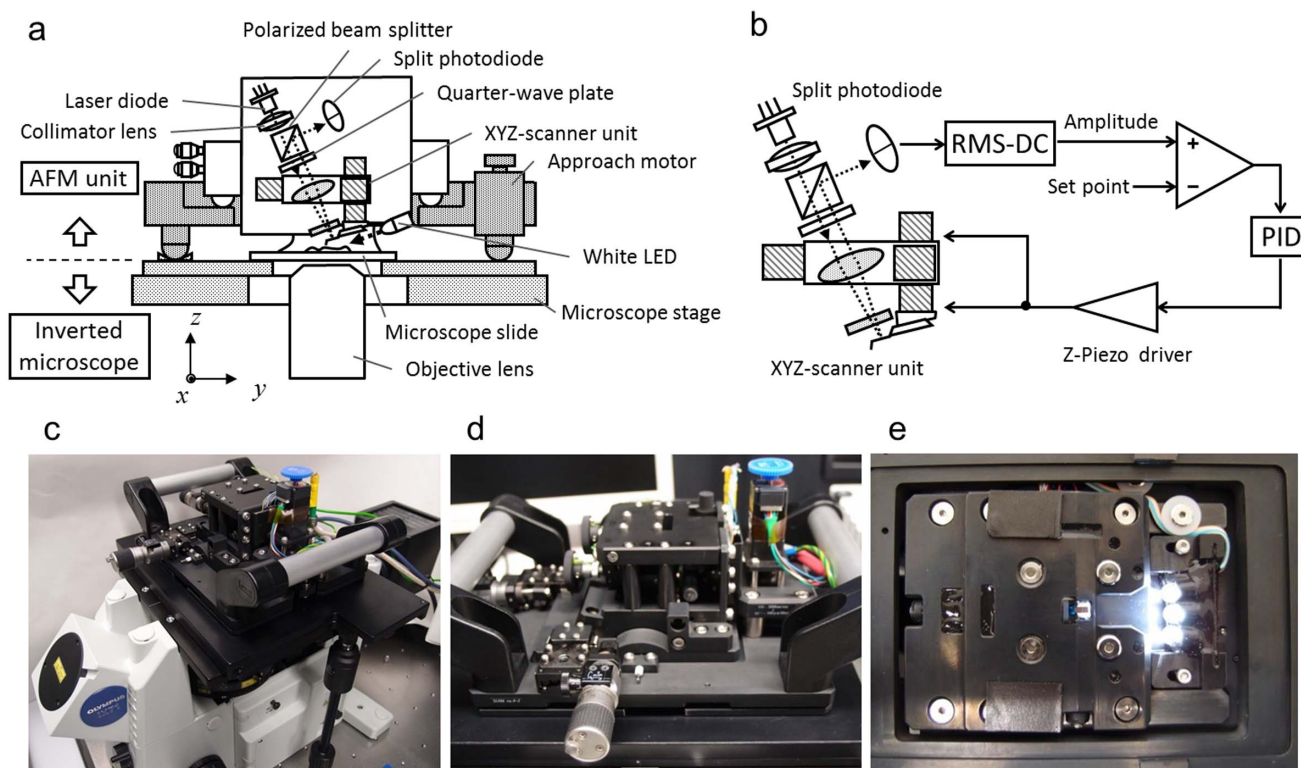 a
Polarized beam splitter
Split photodiode
Laser diode
Quarter-wave plate
Collimator lens
XYZ-scanner unit
Approach motor
AFM unit
White LED
Microscope stage
Microscope slide
Inverted
microscope
z
x
y
Objective lens
b
Split photodiode
RMS-DC
Amplitude
+
Set point
−
PID
Z-Piezo driver
XYZ-scanner unit
c
OLYMPUS
d
e